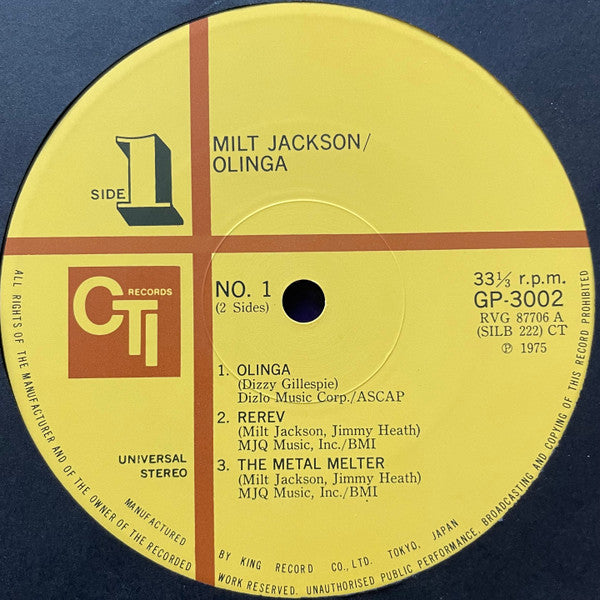 SIDE 1
MILT JACKSON/
OLINGA
CTI RECORDS
NO. 1
(2 Sides)
33⅓ r.p.m.
GP-3002
RVG 87706 A
(SILB 222) CT
℗ 1975
1. OLINGA
(Dizzy Gillespie)
Dizlo Music Corp./ASCAP
2. REREV
(Milt Jackson, Jimmy Heath)
MJQ Music, Inc./BMI
3. THE METAL MELTER
(Milt Jackson, Jimmy Heath)
MJQ Music, Inc./BMI
UNIVERSAL
STEREO
MANUFACTURED BY KING RECORD CO., LTD. TOKYO, JAPAN
ALL RIGHTS OF THE MANUFACTURER AND OF THE OWNER OF THE RECORDED WORK RESERVED. UNAUTHORISED PUBLIC PERFORMANCE, BROADCASTING AND COPYING OF THIS RECORD PROHIBITED